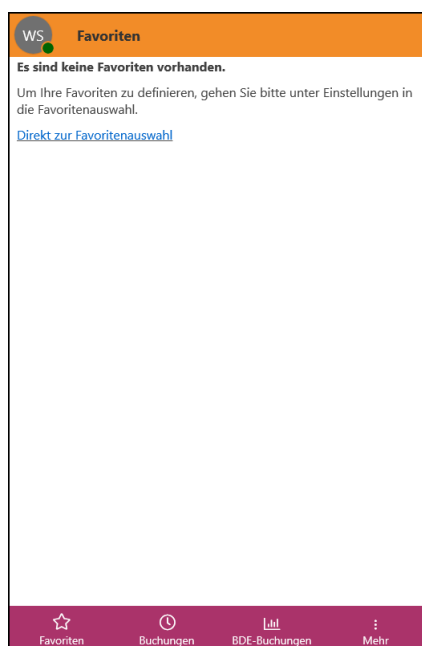 WS Favoriten
Es sind keine Favoriten vorhanden.
Um Ihre Favoriten zu definieren, gehen Sie bitte unter Einstellungen in
die Favoritenauswahl.
Direkt zur Favoritenauswahl
Favoriten Buchungen BDE-Buchungen Mehr